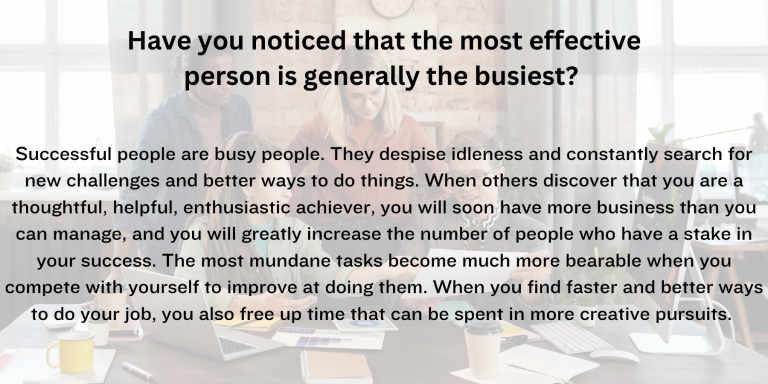 Have you noticed that the most effective
person is generally the busiest?
Successful people are busy people. They despise idleness and constantly search for
new challenges and better ways to do things. When others discover that you are a
thoughtful, helpful, enthusiastic achiever, you will soon have more business than you
can manage, and you will greatly increase the number of people who have a stake in
your success. The most mundane tasks become much more bearable when you
compete with yourself to improve at doing them. When you find faster and better ways
to do your job, you also free up time that can be spent in more creative pursuits.